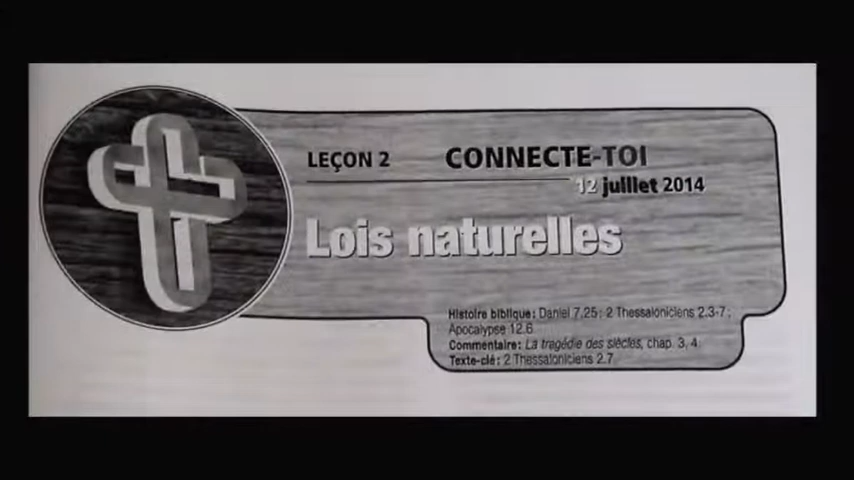 LEÇON 2 CONNECTE-TOI
12 juillet 2014
Lois naturelles
Histoire biblique: Daniel 7.25; 2 Thessaloniciens 2.3-7;
Apocalypse 12.6
Commentaire: La tragédie des siècles, chap. 3, 4
Texte-clé: 2 Thessaloniciens 2.7